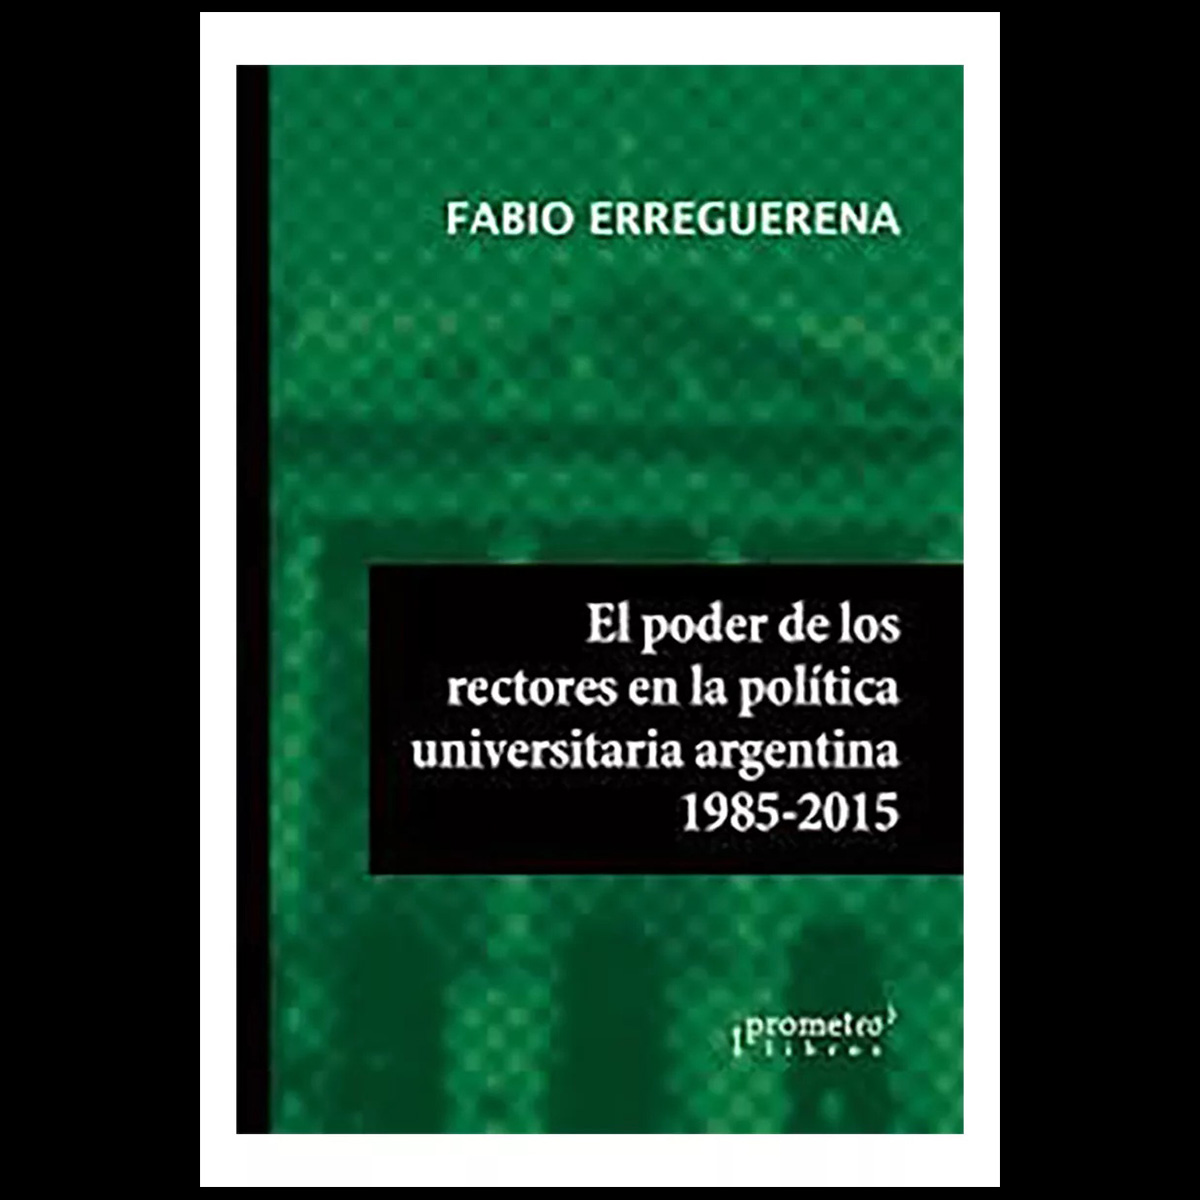 FABIO ERREGUERENA
El poder de los
rectores en la política
universitaria argentina
1985-2015
prometeo
libros